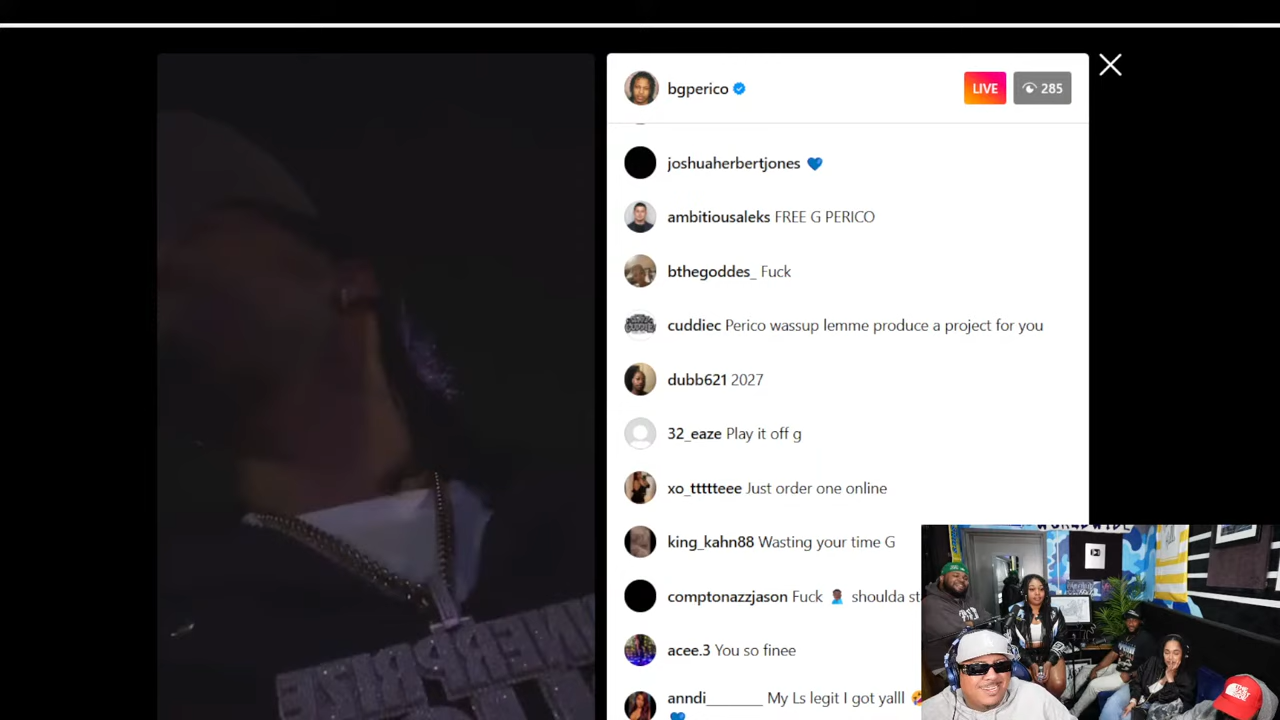 bgperico
LIVE 285
joshuaherbertjones 💙
ambitiousaleks FREE G PERICO
bthegoddes_ Fuck
cuddiec Perico wassup lemme produce a project for you
dubb621 2027
32_eaze Play it off g
xo_ttttteee Just order one online
king_kahn88 Wasting your time G
comptonazzjason Fuck 🤦🏾‍♂️ shoulda st
acee.3 You so finee
anndi________ My Ls legit I got yalll 🤣
💙